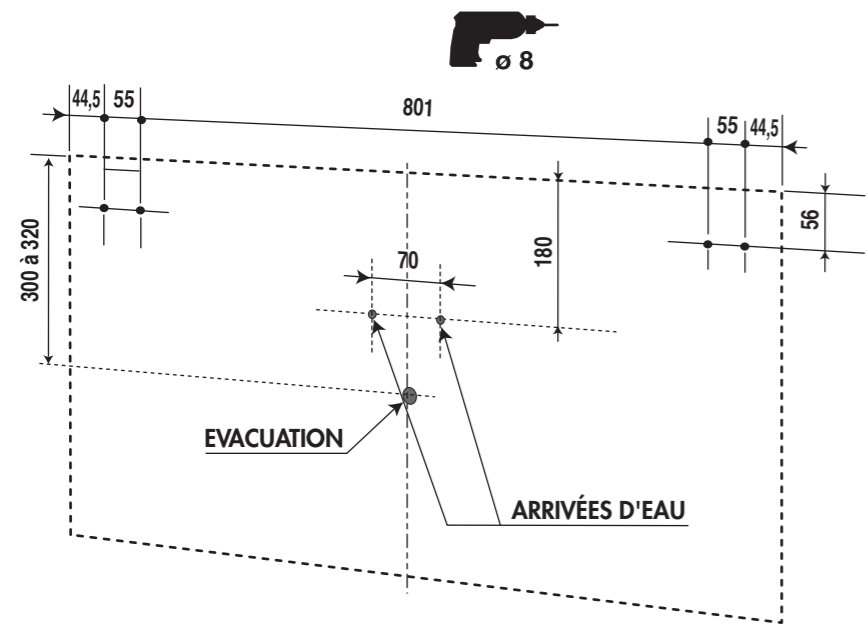 ø 8
44,5
55
801
55
44,5
300 à 320
70
180
56
EVACUATION
ARRIVÉES D'EAU